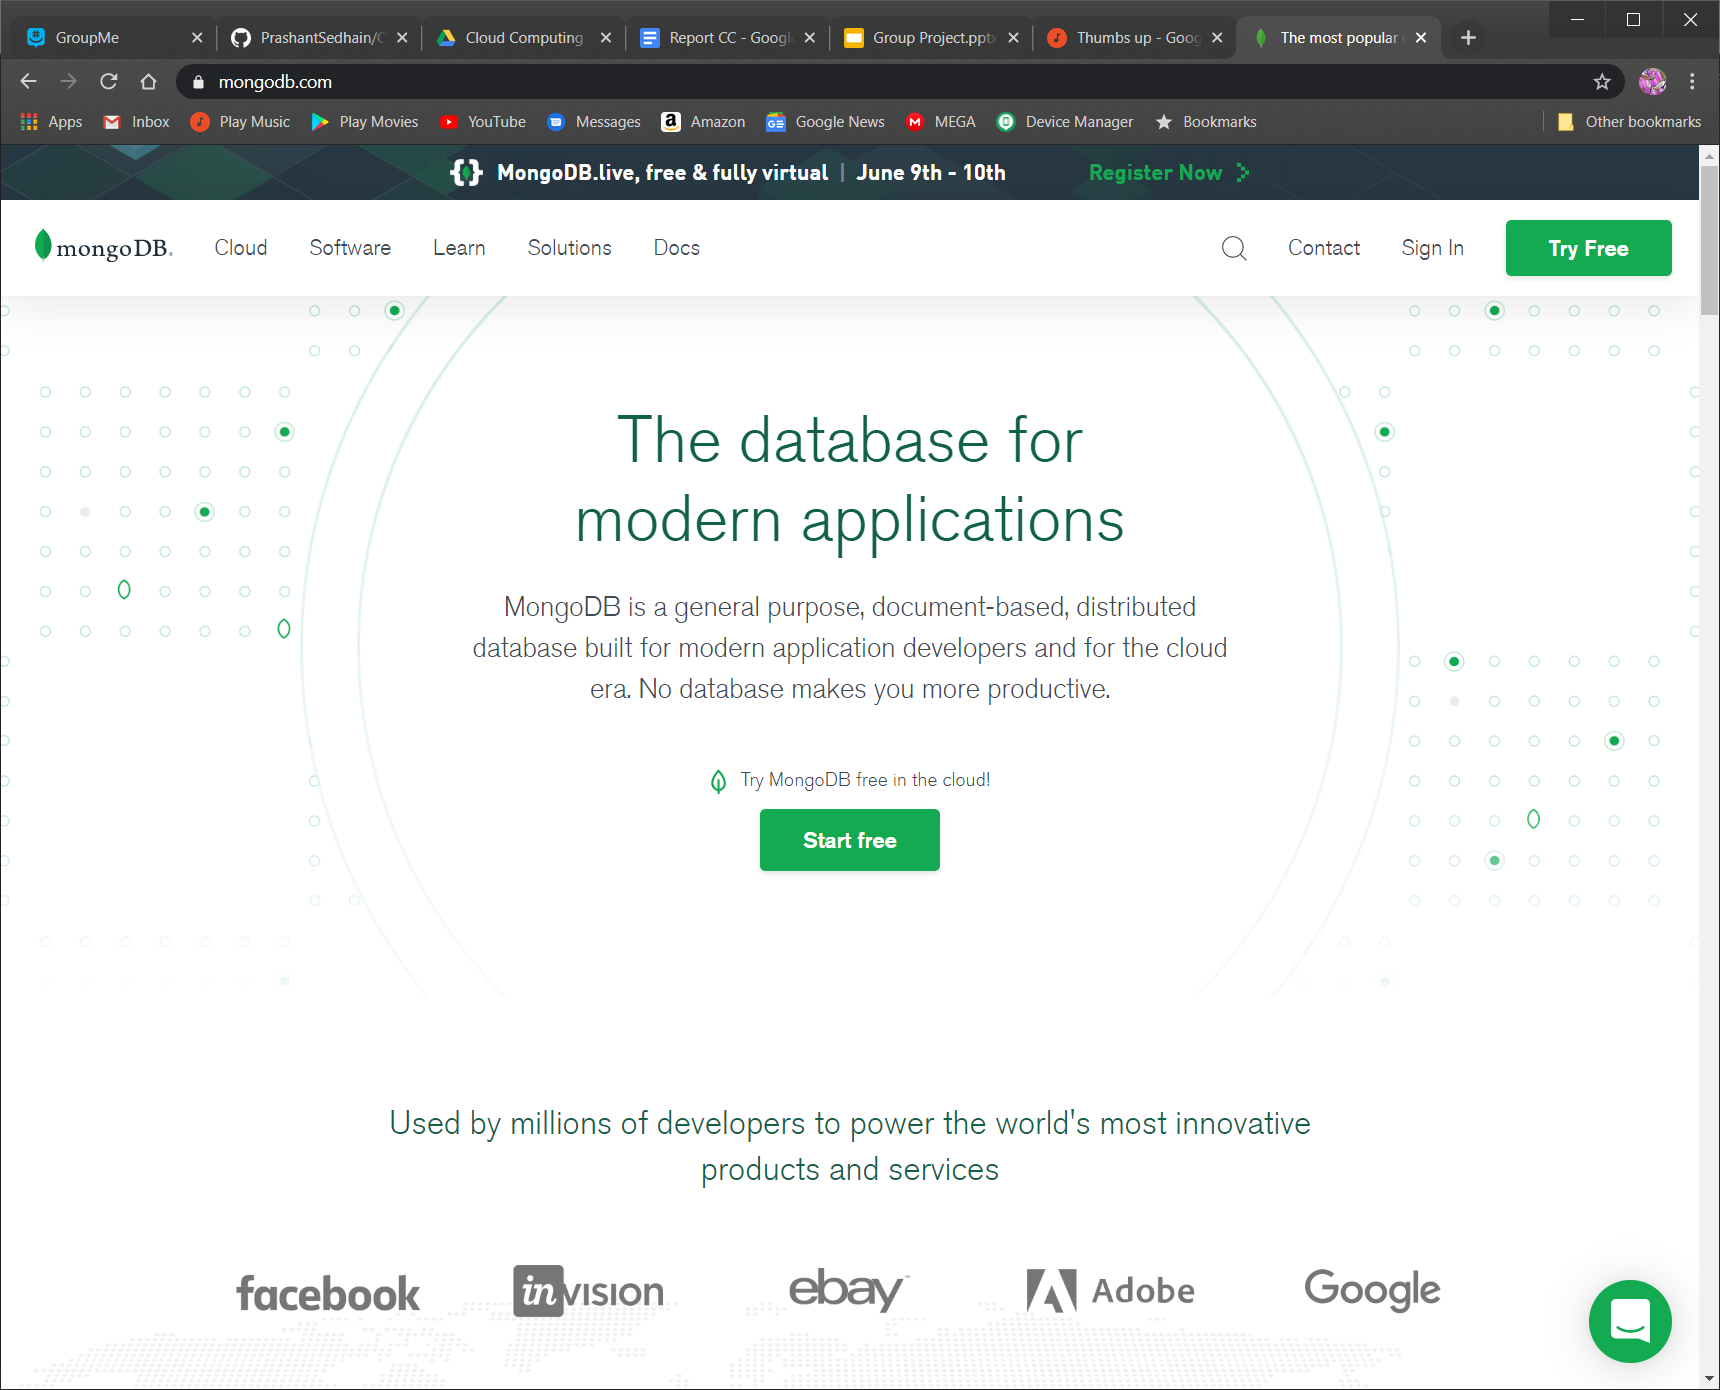 GroupMe
PrashantSedhain/C
Cloud Computing
Report CC - Googl
Group Project.pptx
Thumbs up - Goog
The most popular
mongodb.com
Apps Inbox Play Music Play Movies YouTube Messages Amazon Google News MEGA Device Manager Bookmarks Other bookmarks
MongoDB.live, free & fully virtual | June 9th - 10th Register Now
mongoDB. Cloud Software Learn Solutions Docs Contact Sign In Try Free
The database for
modern applications
MongoDB is a general purpose, document-based, distributed
database built for modern application developers and for the cloud
era. No database makes you more productive.
Try MongoDB free in the cloud!
Start free
Used by millions of developers to power the world's most innovative
products and services
facebook invision ebay™ Adobe Google